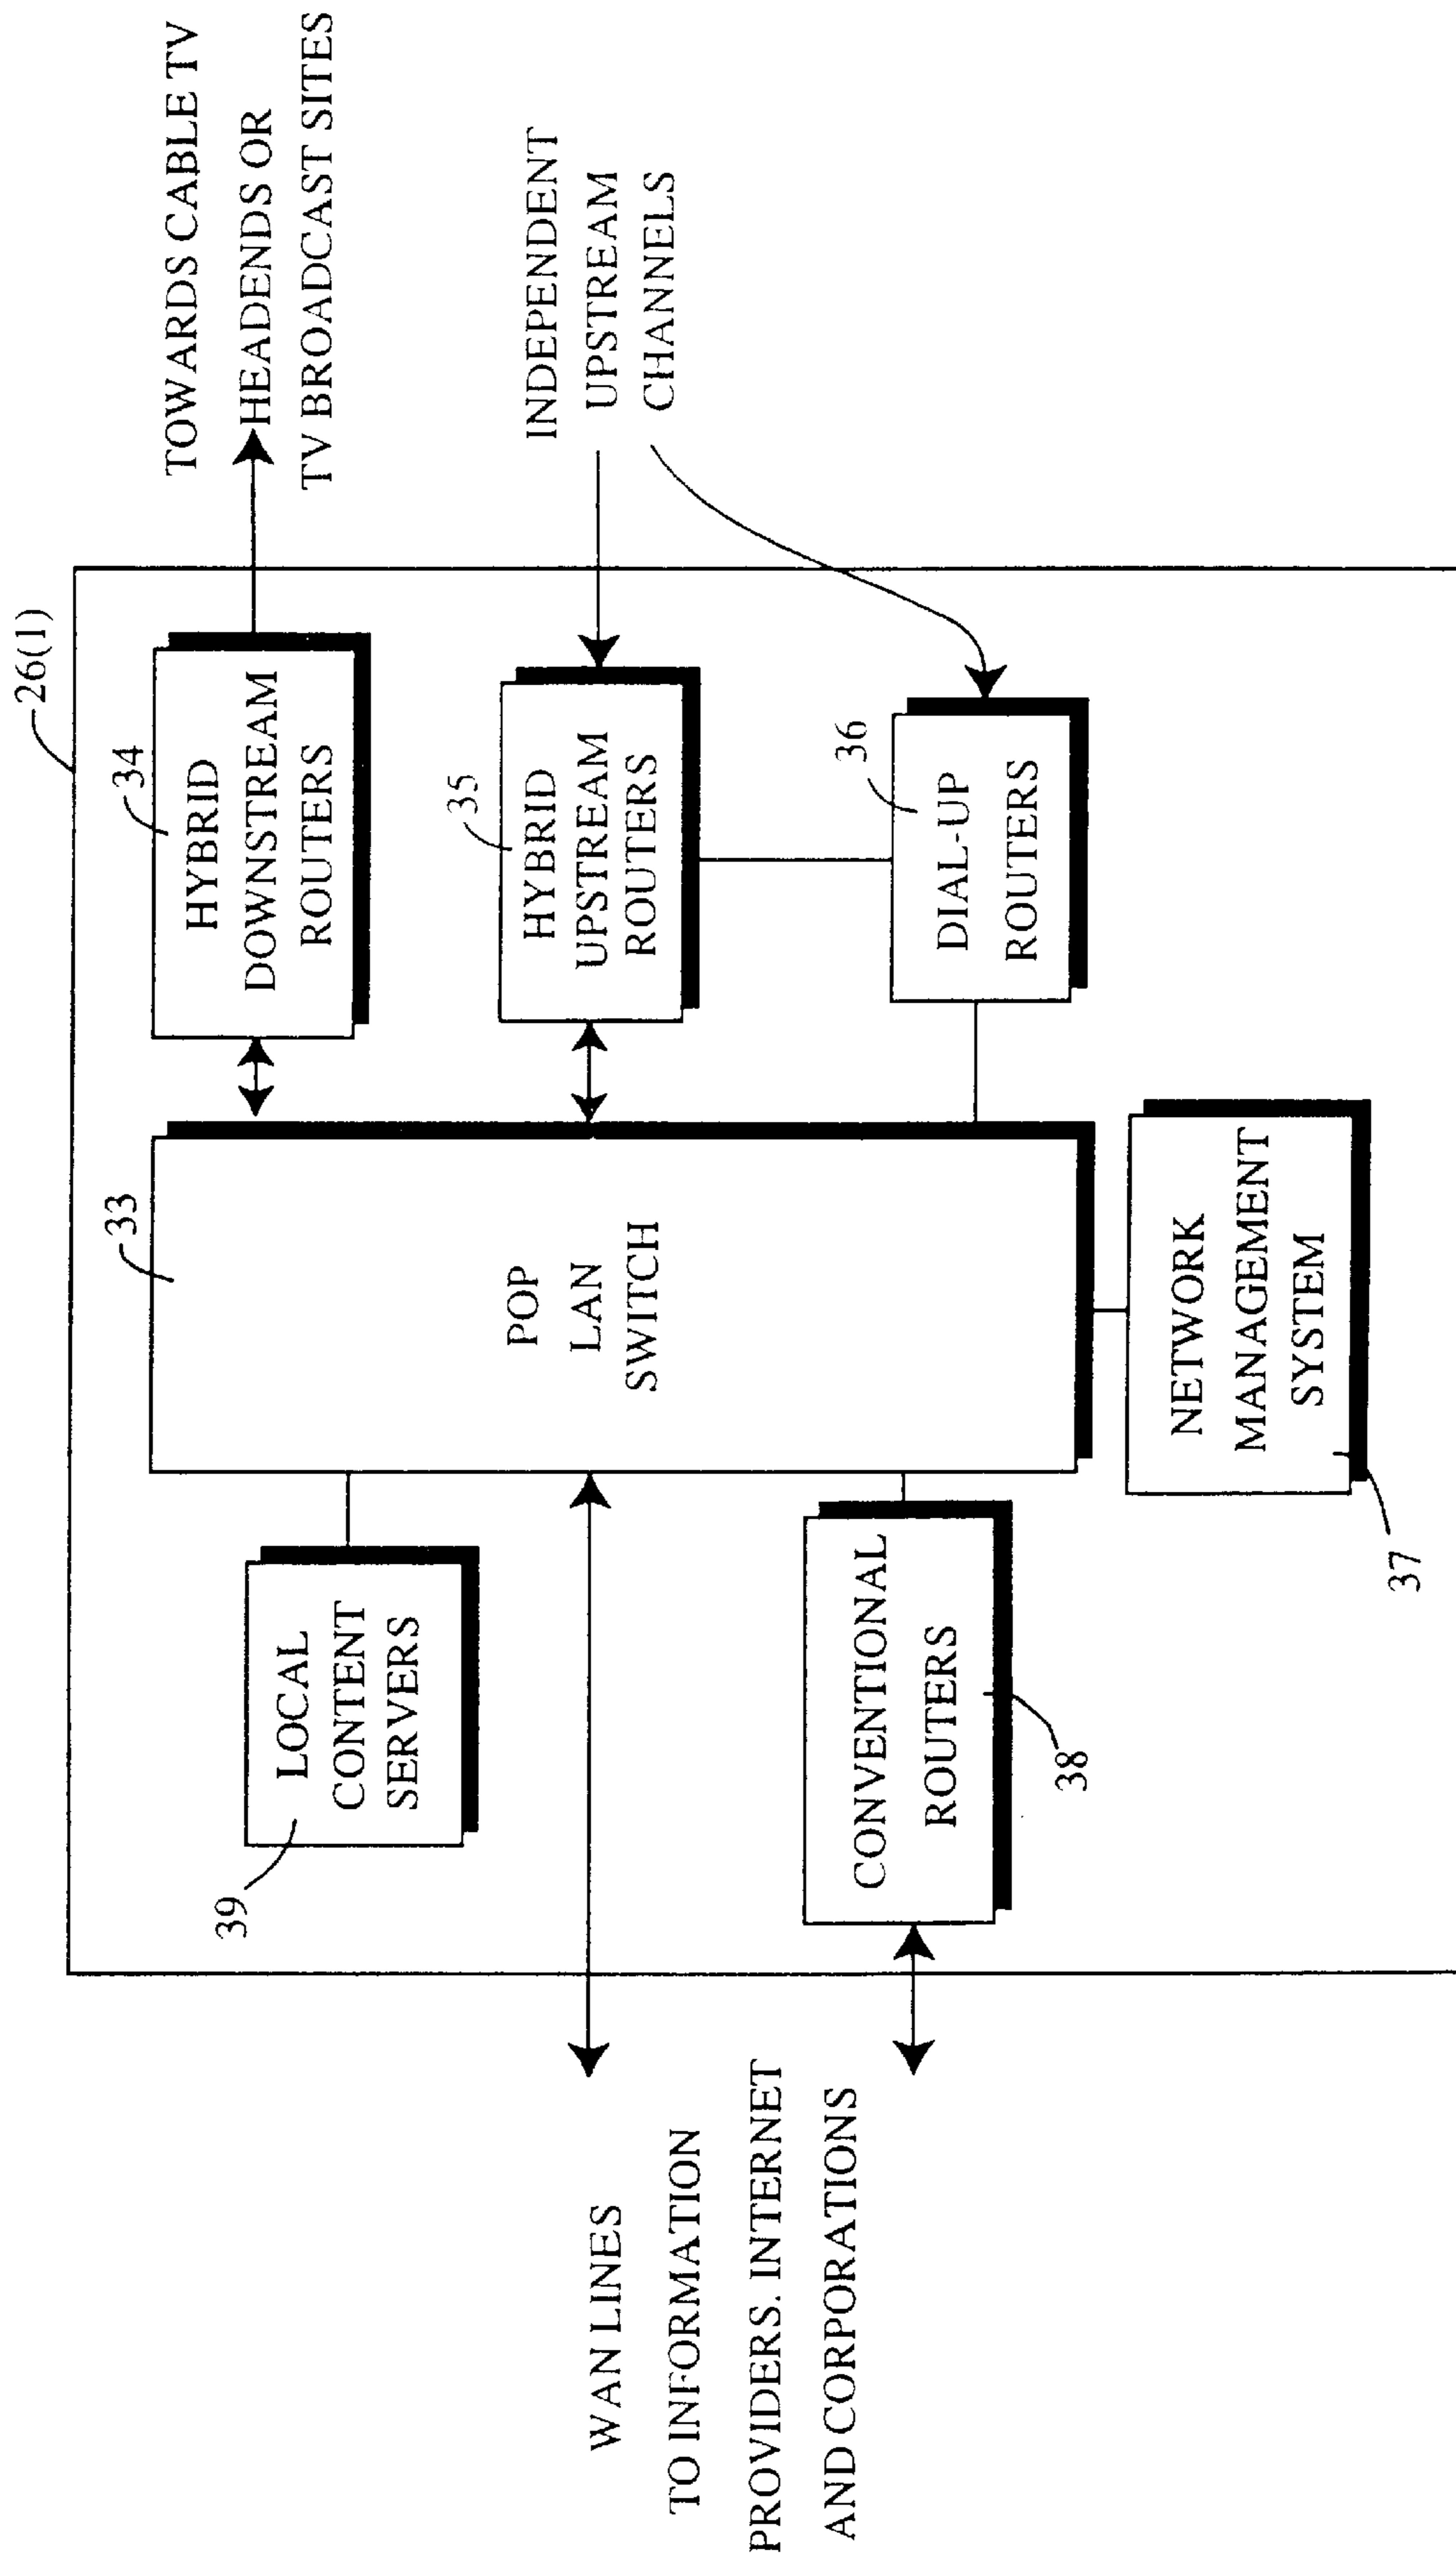 26(1)
TOWARDS CABLE TV
HEADENDS OR
TV BROADCAST SITES
34
HYBRID
DOWNSTREAM
ROUTERS
INDEPENDENT
UPSTREAM
CHANNELS
35
HYBRID
UPSTREAM
ROUTERS
36
DIAL-UP
ROUTERS
33
POP
LAN
SWITCH
NETWORK
MANAGEMENT
SYSTEM
37
39
LOCAL
CONTENT
SERVERS
CONVENTIONAL
ROUTERS
38
WAN LINES
TO INFORMATION
PROVIDERS. INTERNET
AND CORPORATIONS